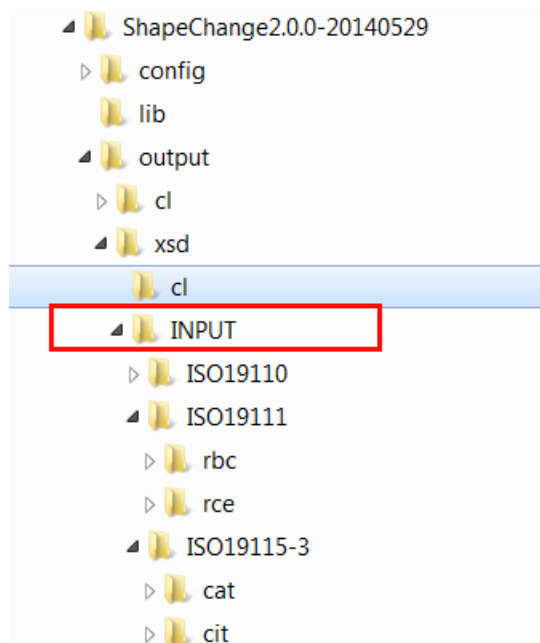 ShapeChange2.0.0-20140529
config
lib
output
cl
xsd
cl
INPUT
ISO19110
ISO19111
rbc
rce
ISO19115-3
cat
cit